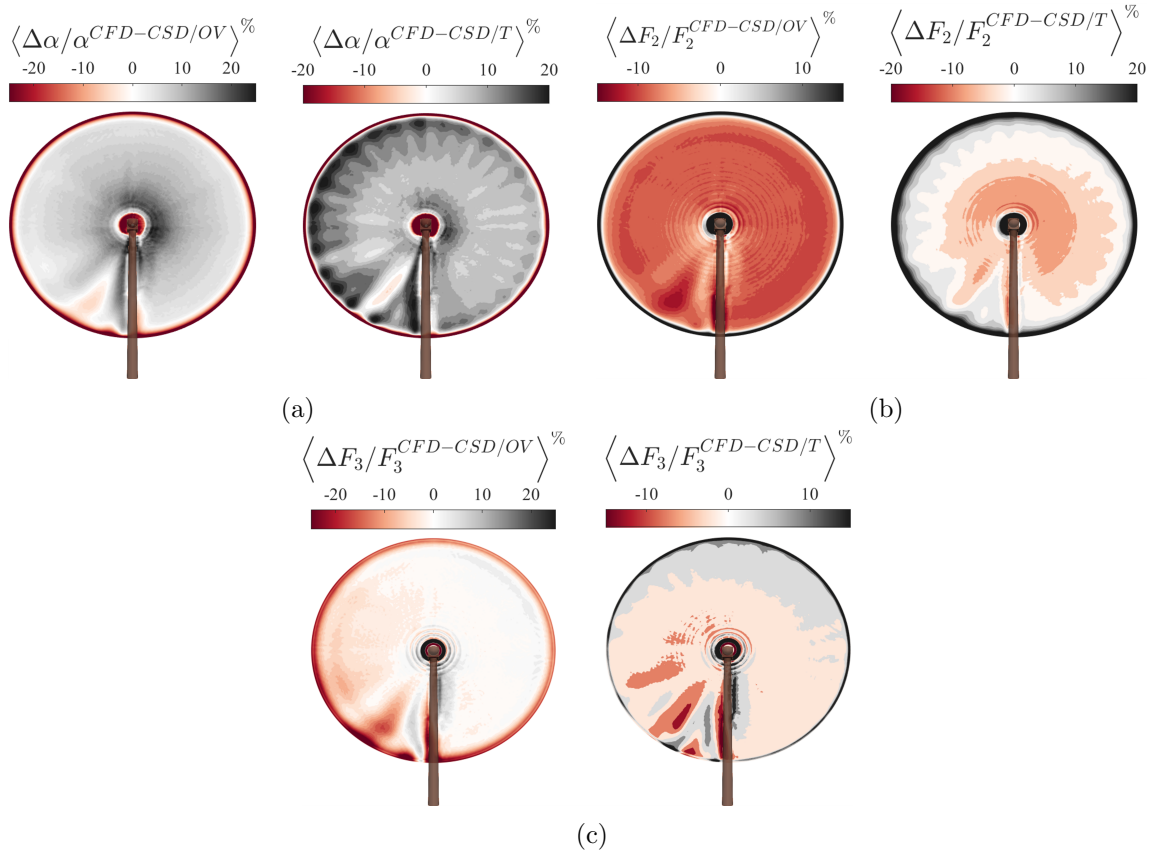 ⟨Δα/α^{CFD−CSD/OV}⟩^% ⟨Δα/α^{CFD−CSD/T}⟩^% ⟨ΔF_2/F_2^{CFD−CSD/OV}⟩^% ⟨ΔF_2/F_2^{CFD−CSD/T}⟩^%
-20 -10 0 10 20 -20 -10 0 10 20 -10 0 10 -20 -10 0 10 20
(a) (b)
⟨ΔF_3/F_3^{CFD−CSD/OV}⟩^% ⟨ΔF_3/F_3^{CFD−CSD/T}⟩^%
-20 -10 0 10 20 -10 0 10
(c)